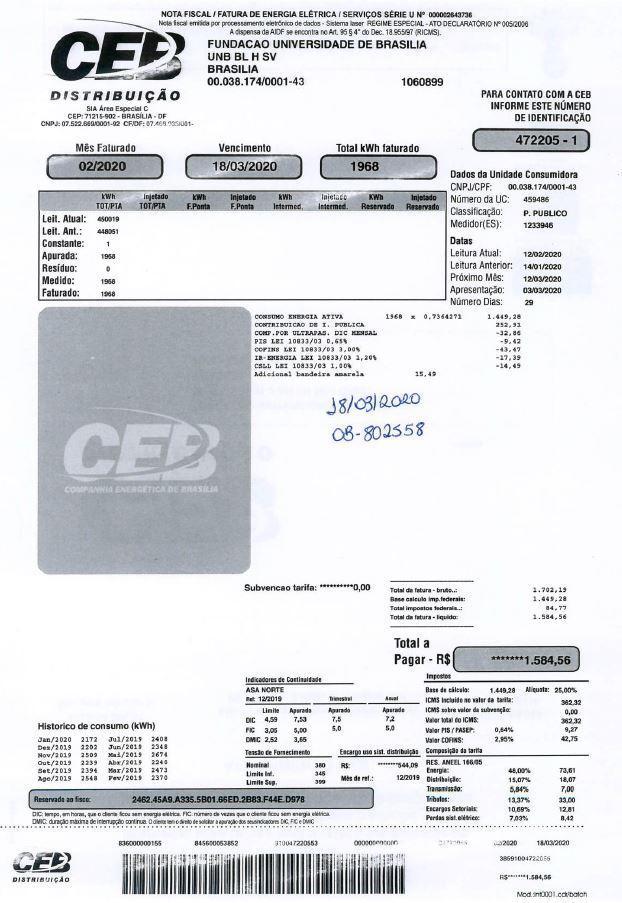 NOTA FISCAL / FATURA DE ENERGIA ELÉTRICA / SERVIÇOS SÉRIE U Nº 000002643736
Nota fiscal emitida por processamento eletrônico de dados - Sistema laser REGIME ESPECIAL - ATO DECLARATÓRIO Nº 005/2006
A dispensa da AIDF se encontra no Art. 95 § 4º do Dec. 18.955/97 (RICMS).
CEB
DISTRIBUIÇÃO
SIA Área Especial C
CEP: 71215-902 - BRASÍLIA - DF
CNPJ: 07.522.669/0001-92 CF/DF:
FUNDACAO UNIVERSIDADE DE BRASILIA
UNB BL H SV
BRASILIA
00.038.174/0001-43 1060899
PARA CONTATO COM A CEB
INFORME ESTE NÚMERO
DE IDENTIFICAÇÃO
472205 - 1
Mês Faturado Vencimento Total kWh faturado
02/2020 18/03/2020 1968
Dados da Unidade Consumidora
CNPJ/CPF: 00.038.174/0001-43
Número da UC: 459486
Classificação: P. PUBLICO
Medidor(ES): 1233946
Datas
Leitura Atual: 12/02/2020
Leitura Anterior: 14/01/2020
Próximo Mês: 12/03/2020
Apresentação: 03/03/2020
Número Dias: 29
kWh Injetado kWh Injetado kWh Injetado KWh Injetado
TOT/PTA TOT/PTA F.Ponta F.Ponta Intermed. Intermed. Reservado Reservado
Leit. Atual: 450019
Leit. Ant.: 448051
Constante: 1
Apurada: 1968
Resíduo: 0
Medido: 1968
Faturado: 1968
CONSUMO ENERGIA ATIVA 1968 x 0,7364271 1.449,28
CONTRIBUICAO DE I. PUBLICA 252,91
COMP.POR ULTRAPAS. DIC MENSAL -32,86
PIS LEI 10833/03 0,65% -9,42
COFINS LEI 10833/03 3,00% -43,47
IR-ENERGIA LEI 10833/03 1,20% -17,39
CSLL LEI 10833/03 1,00% -14,49
Adicional bandeira amarela 15,49
18/03/2020
OB-802558
CEB
COMPANHIA ENERGÉTICA DE BRASÍLIA
Subvencao tarifa: **********0,00
Total da fatura - bruto..: 1.702,19
Base calculo imp.federais: 1.449,28
Total impostos federais..: 84,77
Total da fatura - líquido: 1.584,56
Total a
Pagar - R$ *******1.584,56
Indicadores de Continuidade
ASA NORTE
Ref: 12/2019 Trimestral Anual
Limite Apurado Apurado Apurado
DIC 4,59 7,53 7,5 7,2
FIC 3,05 5,00 5,0 5,0
DMIC 2,52 3,65
Tensão de Fornecimento Encargo uso sist. distribuição
Nominal 380 R$: *******544,09
Limite Inf. 345 Mês de ref.: 12/2019
Limite Sup. 399
Impostos
Base de cálculo: 1.449,28 Alíquota: 25,00%
ICMS incluído no valor da tarifa: 362,32
ICMS sobre valor da subvenção: 0,00
Valor total do ICMS: 362,32
Valor PIS / PASEP: 0,64% 9,27
Valor COFINS: 2,95% 42,75
Composição da tarifa
RES. ANEEL 166/05
Energia: 48,00% 73,61
Distribuição: 15,07% 18,07
Transmissão: 5,84% 7,00
Tributos: 13,37% 33,00
Encargos Setoriais: 10,69% 12,81
Perdas sist.elétrico: 7,03% 8,42
Historico de consumo (kWh)
Jan/2020 2172 Jul/2019 2408
Dez/2019 2202 Jun/2019 2348
Nov/2019 2509 Mai/2019 2674
Out/2019 2239 Abr/2019 2240
Set/2019 2394 Mar/2019 2473
Ago/2019 2548 Fev/2019 2370
Reservado ao fisco: 2462.45A9.A335.5B01.66ED.2B83.F44E.D978
DIC: tempo, em horas, que o cliente ficou sem energia elétrica. FIC: número de vezes que o cliente ficou sem energia elétrica.
DMIC: duração máxima de interrupção contínua. O cliente tem o direito de solicitar a apuração dos seus indicadores DIC, FIC e DMIC
CEB
DISTRIBUIÇÃO
836000000155 845600053852 910047220553 000000000000 02/2020 18/03/2020
38591004722055
R$*****1.584,56
Mod.:int0001.cdr/batch